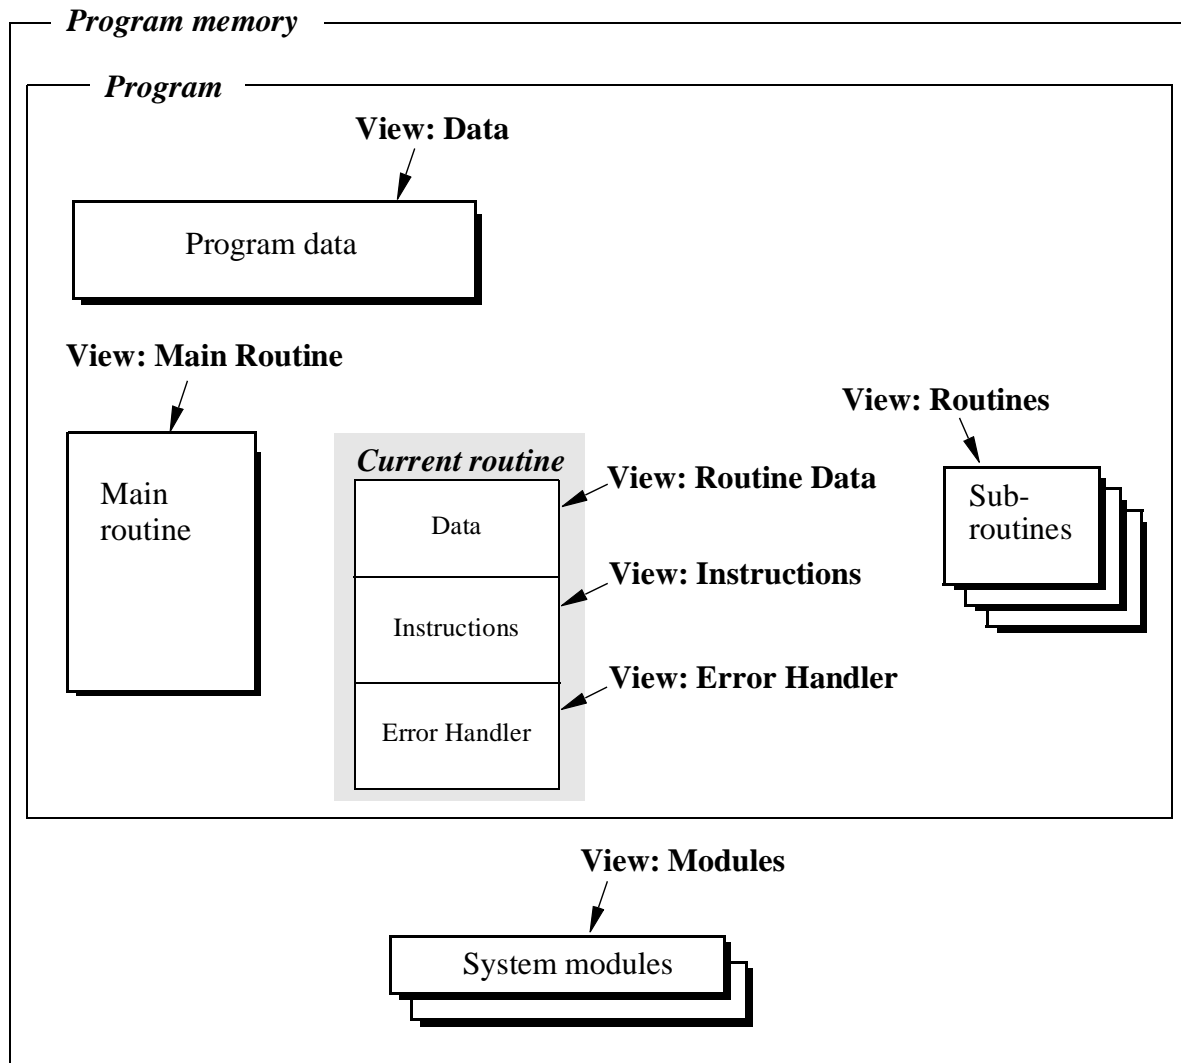 Program memory
Program
View: Data
Program data
View: Main Routine
Main
routine
Current routine
Data
Instructions
Error Handler
View: Routine Data
View: Instructions
View: Error Handler
View: Routines
Sub-
routines
View: Modules
System modules